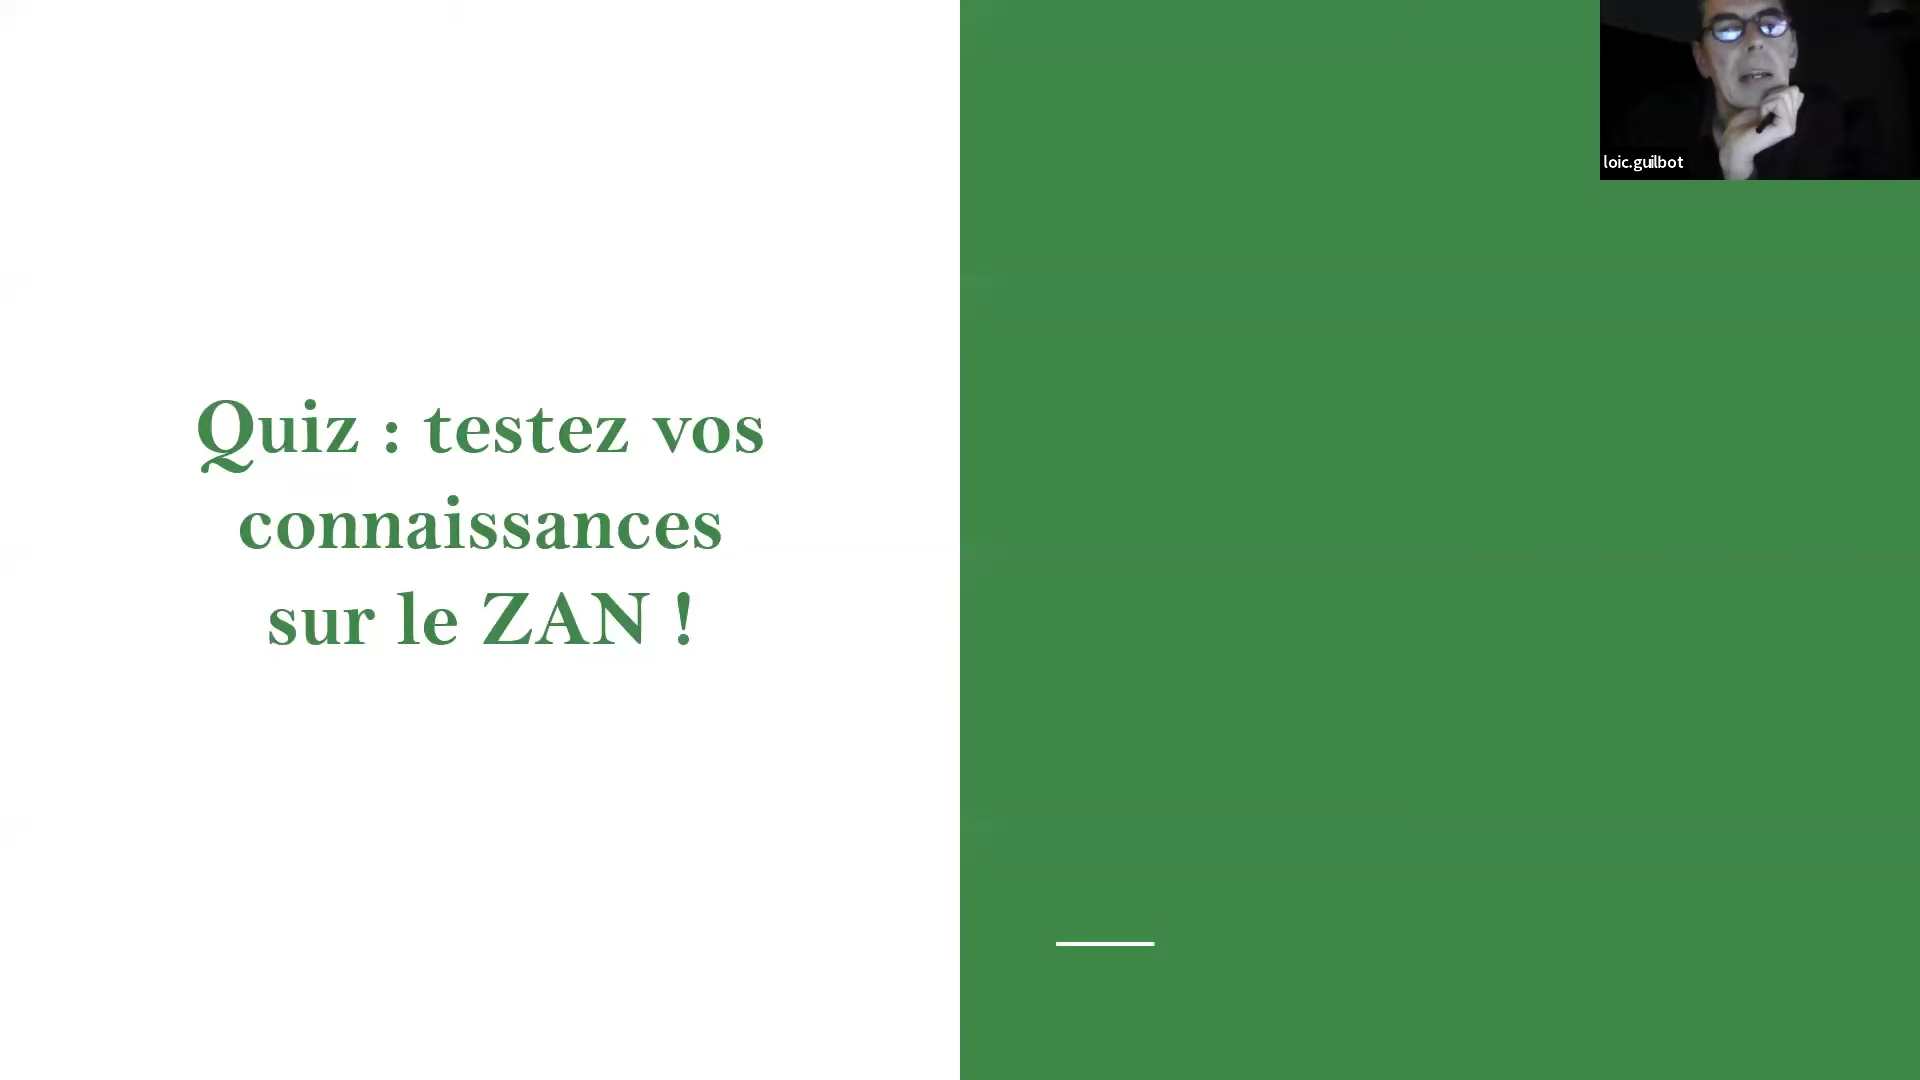 Quiz : testez vos
connaissances
sur le ZAN !
loic.guilbot